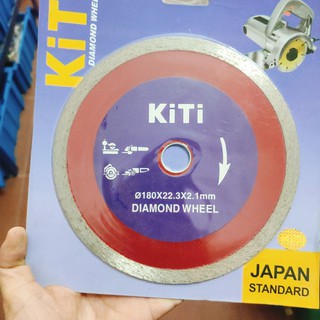 KiTi
DIAMOND WHEEL
KiTi
Ø180X22.3X2.1mm
DIAMOND WHEEL
JAPAN
STANDARD